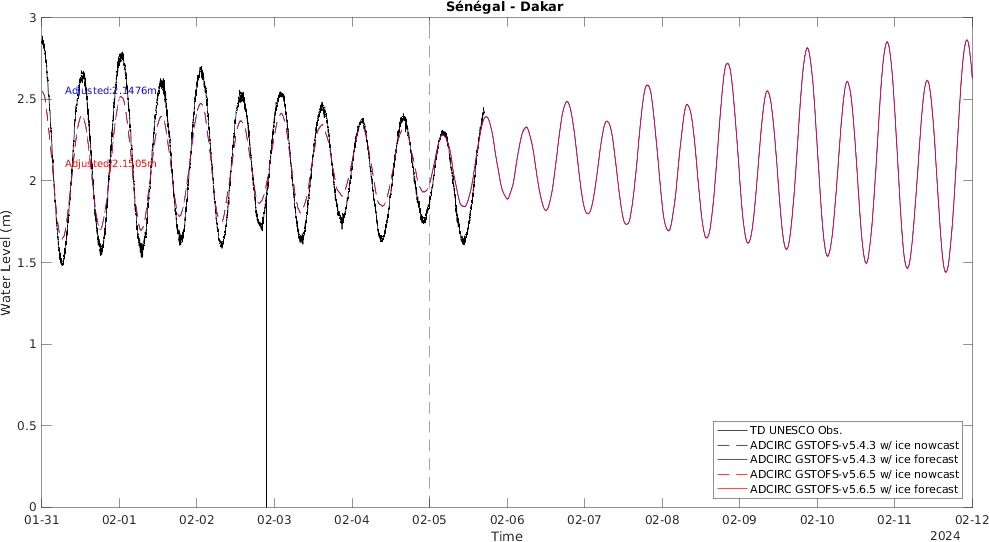 Sénégal - Dakar
3
2.5
2
1.5
1
0.5
0
Water Level (m)
Adjusted:2.1476m
Adjusted:2.1505m
TD UNESCO Obs.
ADCIRC GSTOFS-v5.4.3 w/ ice nowcast
ADCIRC GSTOFS-v5.4.3 w/ ice forecast
ADCIRC GSTOFS-v5.6.5 w/ ice nowcast
ADCIRC GSTOFS-v5.6.5 w/ ice forecast
01-31 02-01 02-02 02-03 02-04 02-05 02-06 02-07 02-08 02-09 02-10 02-11 02-12
Time
2024